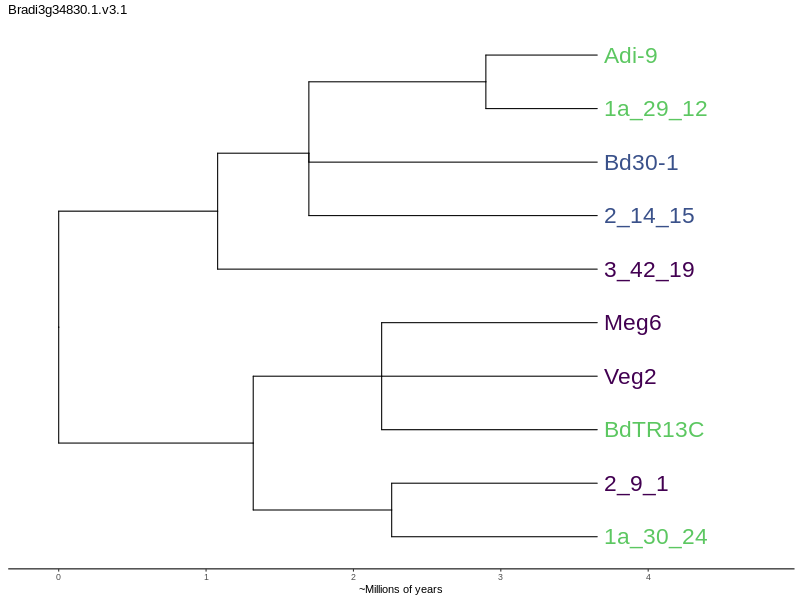 Bradi3g34830.1.v3.1
Adi-9
1a_29_12
Bd30-1
2_14_15
3_42_19
Meg6
Veg2
BdTR13C
2_9_1
1a_30_24
0 1 2 3 4
~Millions of years